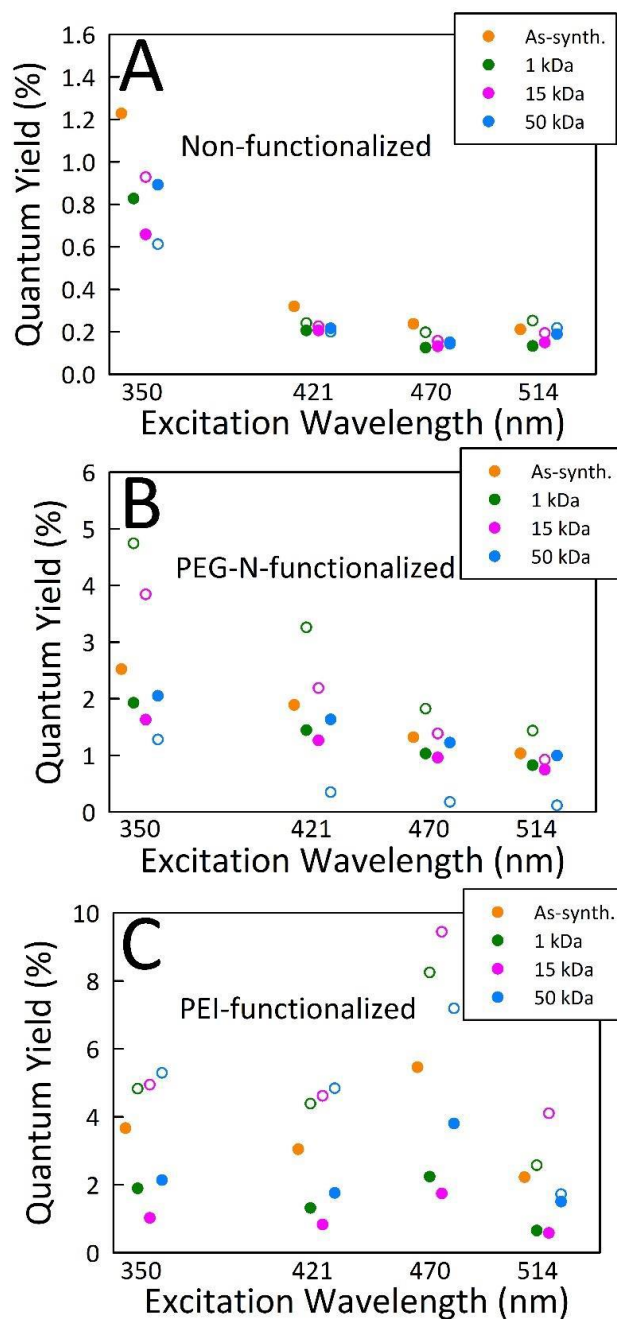 A
Non-functionalized
As-synth.
1 kDa
15 kDa
50 kDa
Quantum Yield (%)
1.6
1.4
1.2
1.0
0.8
0.6
0.4
0.2
0.0
350 421 470 514
Excitation Wavelength (nm)
B
PEG-N-functionalized
As-synth.
1 kDa
15 kDa
50 kDa
Quantum Yield (%)
6
5
4
3
2
1
0
350 421 470 514
Excitation Wavelength (nm)
C
PEI-functionalized
As-synth.
1 kDa
15 kDa
50 kDa
Quantum Yield (%)
10
8
6
4
2
0
350 421 470 514
Excitation Wavelength (nm)